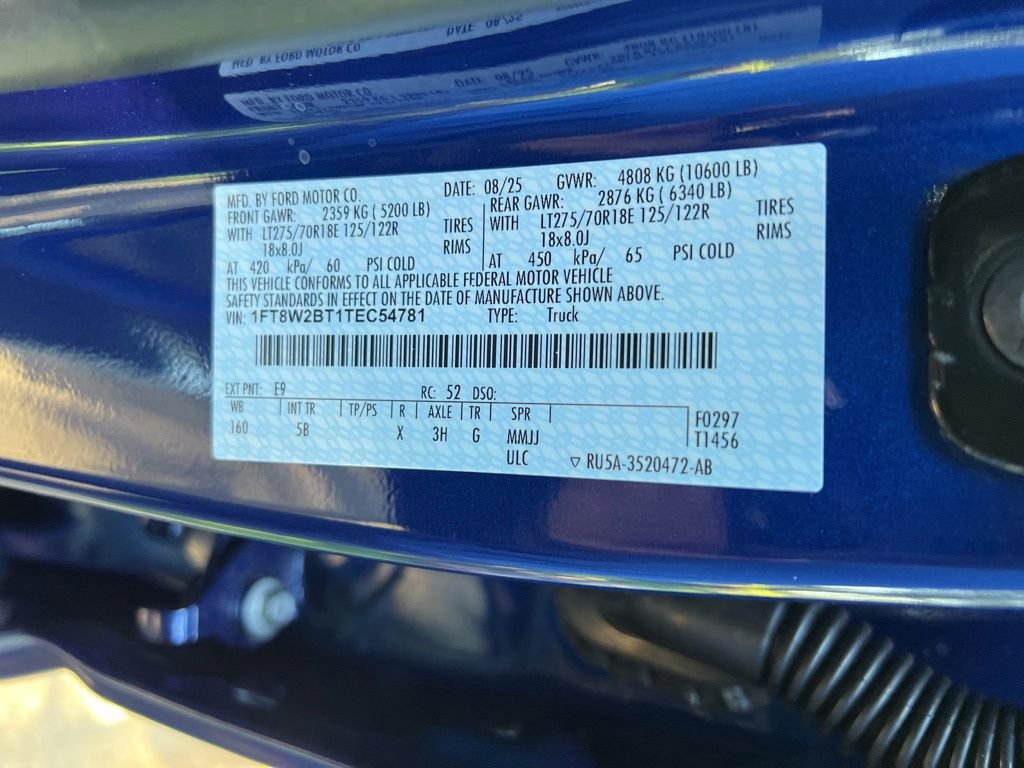 MFD. BY FORD MOTOR CO. DATE: 08/25 GVWR: 4808 KG (10600 LB)
FRONT GAWR: 2359 KG ( 5200 LB) REAR GAWR: 2876 KG ( 6340 LB)
WITH LT275/70R18E 125/122R TIRES WITH LT275/70R18E 125/122R TIRES
18x8.0J RIMS 18x8.0J RIMS
AT 420 kPa/ 60 PSI COLD AT 450 kPa/ 65 PSI COLD
THIS VEHICLE CONFORMS TO ALL APPLICABLE FEDERAL MOTOR VEHICLE
SAFETY STANDARDS IN EFFECT ON THE DATE OF MANUFACTURE SHOWN ABOVE.
VIN: 1FT8W2BT1TEC54781 TYPE: Truck
EXT PNT: E9 RC: 52 DSO:
WB INT TR TP/PS R AXLE TR SPR F0297
160 5B X 3H G MMJJ T1456
ULC ▽ RU5A-3520472-AB